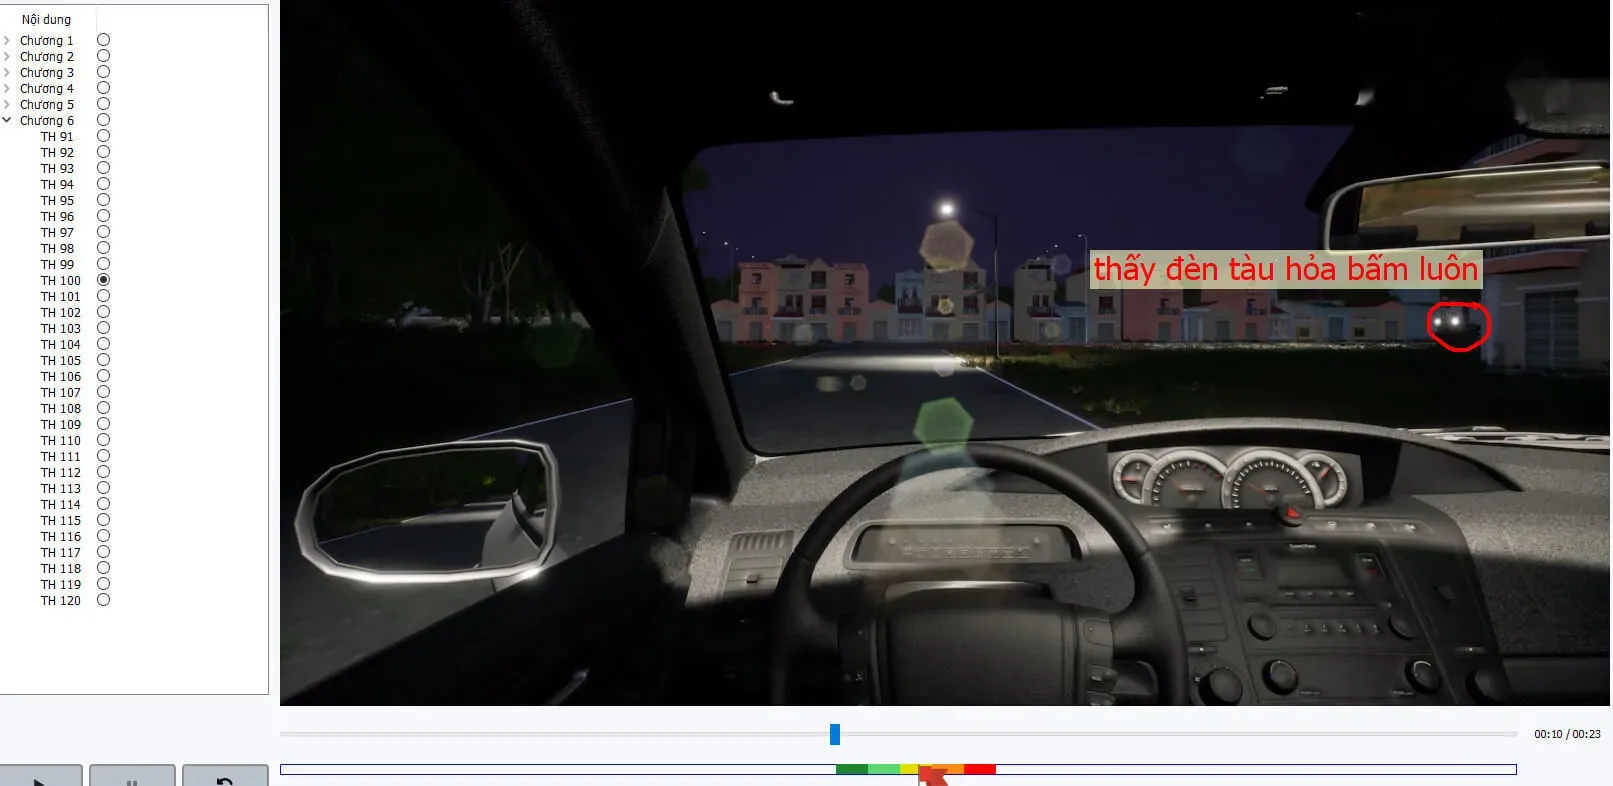 Nội dung
Chương 1
Chương 2
Chương 3
Chương 4
Chương 5
Chương 6
TH 91
TH 92
TH 93
TH 94
TH 95
TH 96
TH 97
TH 98
TH 99
TH 100
TH 101
TH 102
TH 103
TH 104
TH 105
TH 106
TH 107
TH 108
TH 109
TH 110
TH 111
TH 112
TH 113
TH 114
TH 115
TH 116
TH 117
TH 118
TH 119
TH 120
thấy đèn tàu hỏa bấm luôn
00:10 / 00:23